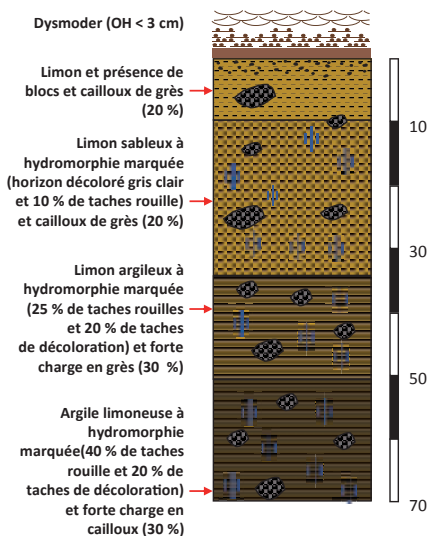 Dysmoder (OH < 3 cm)
Limon et présence de
blocs et cailloux de grès
(20 %)
Limon sableux à
hydromorphie marquée
(horizon décoloré gris clair
et 10 % de taches rouille)
et cailloux de grès (20 %)
Limon argileux à
hydromorphie marquée
(25 % de taches rouilles
et 20 % de taches
de décoloration) et forte
charge en grès (30  %)
Argile limoneuse à
hydromorphie
marquée(40 % de taches
rouille et 20 % de
taches de décoloration)
et forte charge en
cailloux (30 %)
10
30
50
70